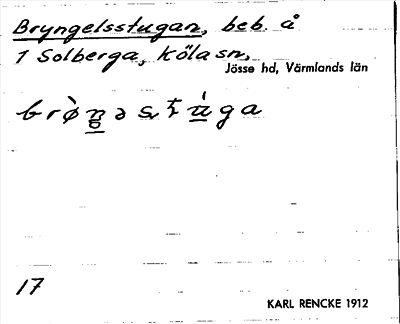 Bryngelsstugan, beb. å
1 Solberga, Köla sn,
Jösse hd, Värmlands län
17
KARL RENCKE 1912